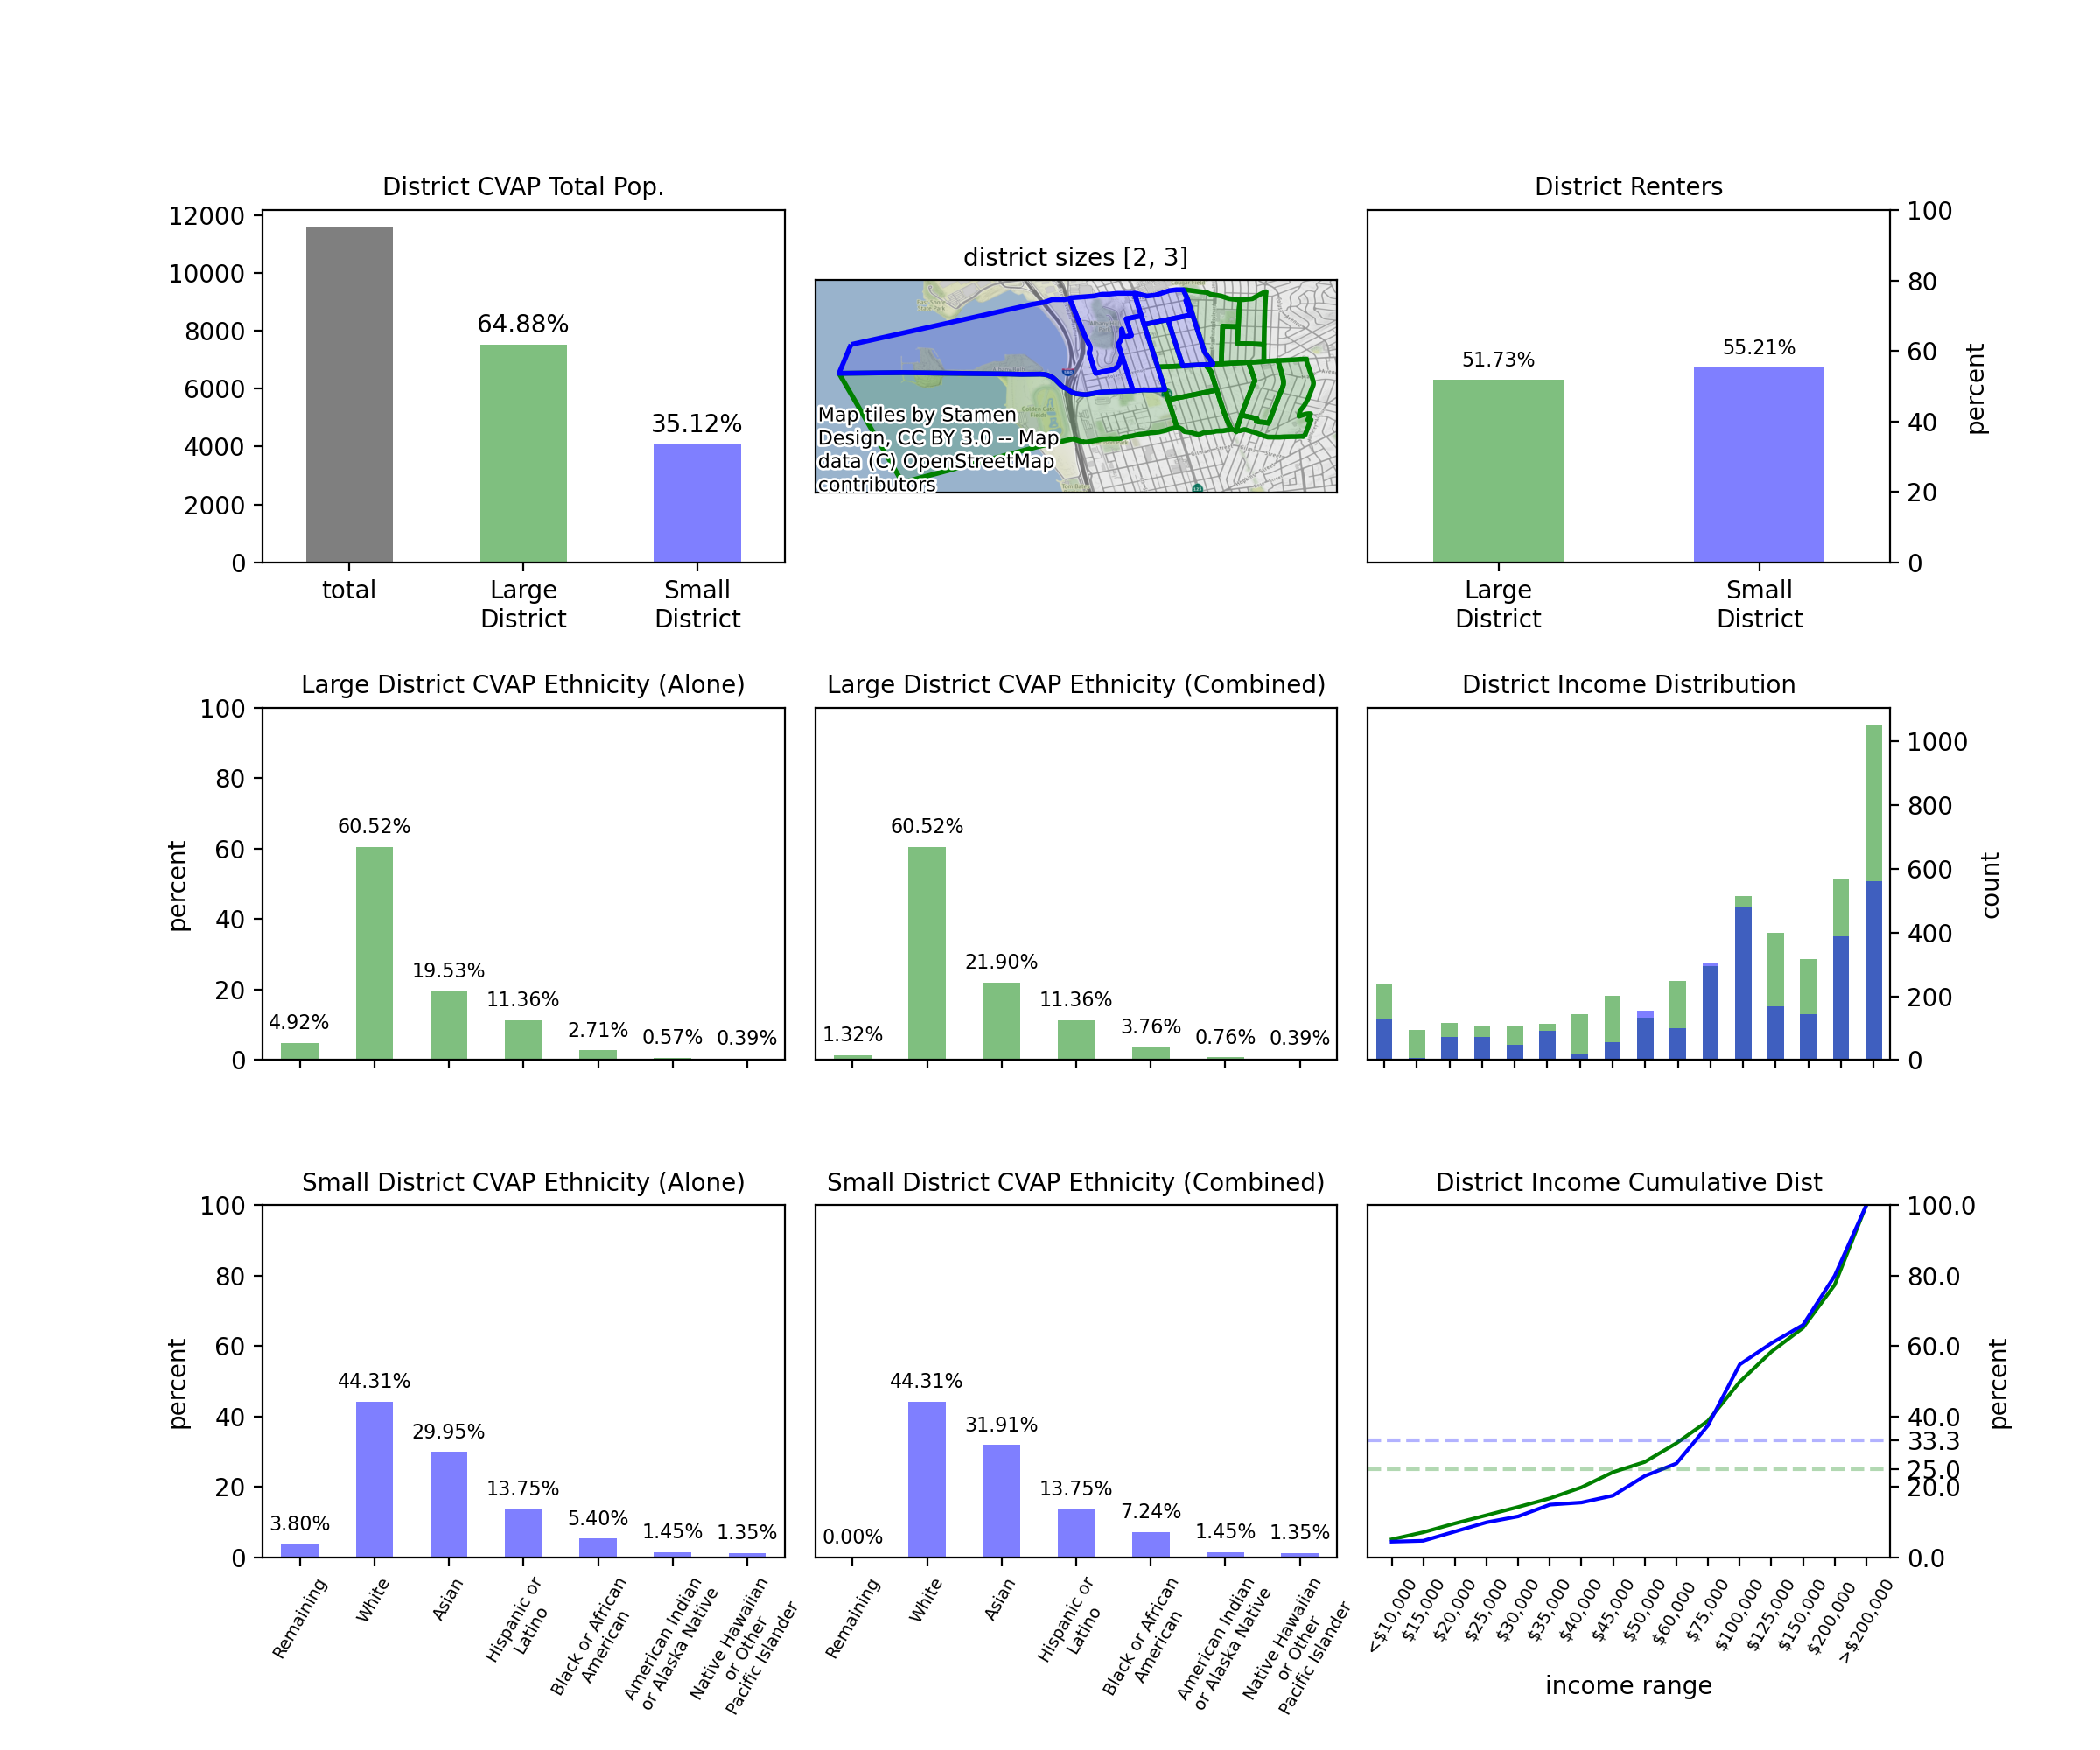 District CVAP Total Pop.
12000
10000
8000
6000
4000
2000
0
64.88%
35.12%
total
Large
District
Small
District
district sizes [2, 3]
Map tiles by Stamen
Design, CC BY 3.0 -- Map
data (C) OpenStreetMap
contributors
District Renters
51.73%
55.21%
100
80
60
40
20
0
percent
Large
District
Small
District
Large District CVAP Ethnicity (Alone)
percent
100
80
60
40
20
0
4.92%
60.52%
19.53%
11.36%
2.71%
0.57%
0.39%
Large District CVAP Ethnicity (Combined)
1.32%
60.52%
21.90%
11.36%
3.76%
0.76%
0.39%
District Income Distribution
1000
800
600
400
200
0
count
Small District CVAP Ethnicity (Alone)
percent
100
80
60
40
20
0
3.80%
44.31%
29.95%
13.75%
5.40%
1.45%
1.35%
Remaining
White
Asian
Hispanic or
Latino
Black or African
American
American Indian
or Alaska Native
Native Hawaiian
or Other
Pacific Islander
Small District CVAP Ethnicity (Combined)
0.00%
44.31%
31.91%
13.75%
7.24%
1.45%
1.35%
Remaining
White
Asian
Hispanic or
Latino
Black or African
American
American Indian
or Alaska Native
Native Hawaiian
or Other
Pacific Islander
District Income Cumulative Dist
100.0
80.0
60.0
40.0
33.3
25.0
20.0
0.0
percent
<$10,000
$15,000
$20,000
$25,000
$30,000
$35,000
$40,000
$45,000
$50,000
$60,000
$75,000
$100,000
$125,000
$150,000
$200,000
>$200,000
income range